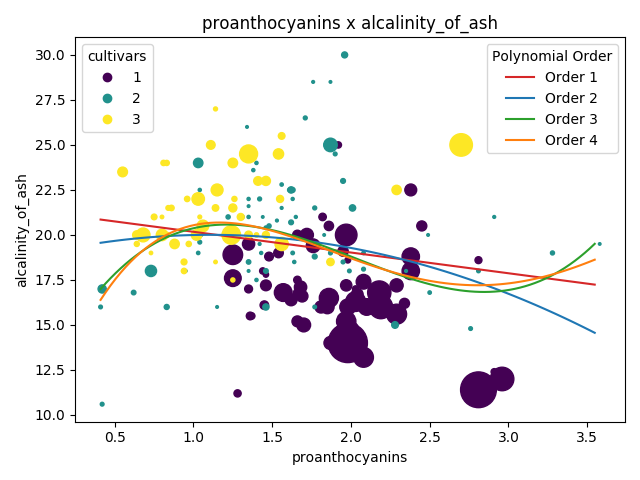 proanthocyanins x alcalinity_of_ash
cultivars
1
2
3
Polynomial Order
Order 1
Order 2
Order 3
Order 4
alcalinity_of_ash
30.0
27.5
25.0
22.5
20.0
17.5
15.0
12.5
10.0
0.5 1.0 1.5 2.0 2.5 3.0 3.5
proanthocyanins